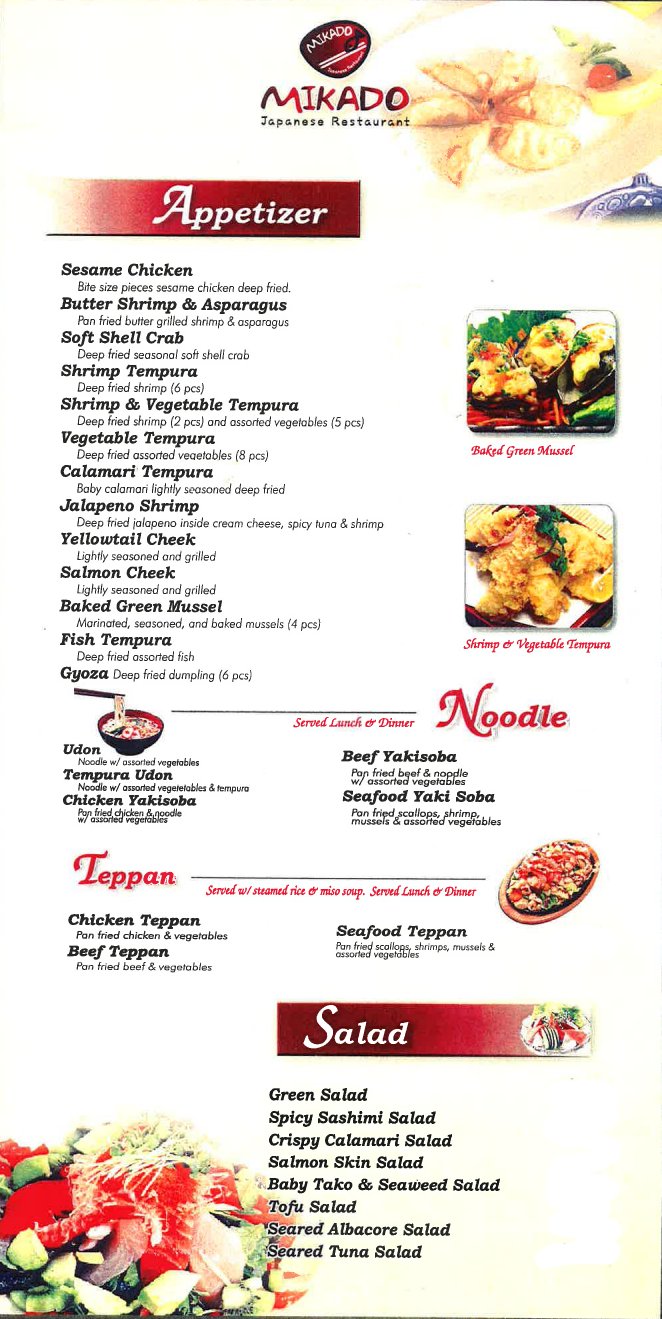 MIKADO
Japanese Restaurant
MIKADO
Japanese Restaurant
Appetizer
Sesame Chicken
Bite size pieces sesame chicken deep fried.
Butter Shrimp & Asparagus
Pan fried butter grilled shrimp & asparagus
Soft Shell Crab
Deep fried seasonal soft shell crab
Shrimp Tempura
Deep fried shrimp (6 pcs)
Shrimp & Vegetable Tempura
Deep fried shrimp (2 pcs) and assorted vegetables (5 pcs)
Vegetable Tempura
Deep fried assorted vegetables (8 pcs)
Calamari Tempura
Baby calamari lightly seasoned deep fried
Jalapeno Shrimp
Deep fried jalapeno inside cream cheese, spicy tuna & shrimp
Yellowtail Cheek
Lightly seasoned and grilled
Salmon Cheek
Lightly seasoned and grilled
Baked Green Mussel
Marinated, seasoned, and baked mussels (4 pcs)
Fish Tempura
Deep fried assorted fish
Gyoza Deep fried dumpling (6 pcs)
Baked Green Mussel
Shrimp & Vegetable Tempura
Served Lunch & Dinner
Noodle
Udon
Noodle w/ assorted vegetables
Tempura Udon
Noodle w/ assorted vegetetables & tempura
Chicken Yakisoba
Pan fried chicken & noodle
w/ assorted vegetables
Beef Yakisoba
Pan fried beef & noodle
w/ assorted vegetables
Seafood Yaki Soba
Pan fried scallops, shrimp,
mussels & assorted vegetables
Teppan
Served w/ steamed rice & miso soup. Served Lunch & Dinner
Chicken Teppan
Pan fried chicken & vegetables
Beef Teppan
Pan fried beef & vegetables
Seafood Teppan
Pan fried scallops, shrimps, mussels &
assorted vegetables
Salad
Green Salad
Spicy Sashimi Salad
Crispy Calamari Salad
Salmon Skin Salad
Baby Tako & Seaweed Salad
Tofu Salad
Seared Albacore Salad
Seared Tuna Salad